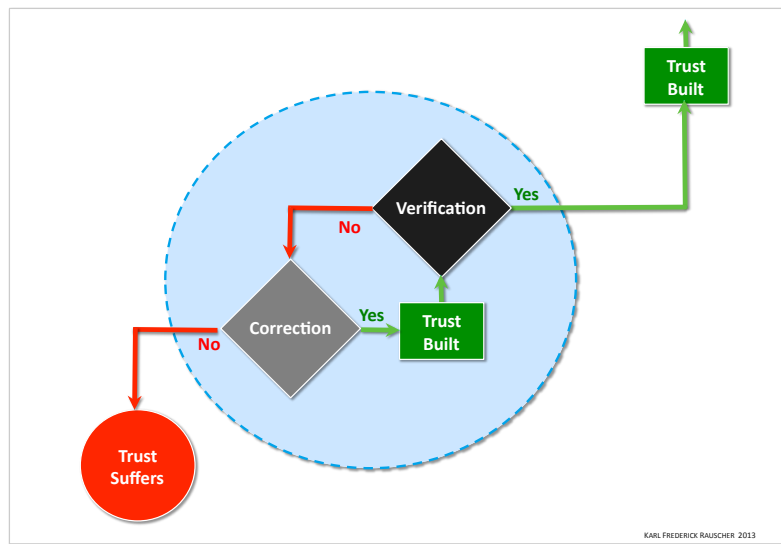 Trust
Built
Verification
Yes
No
Correction
Yes
Trust
Built
No
Trust
Suffers
KARL FREDERICK RAUSCHER 2013